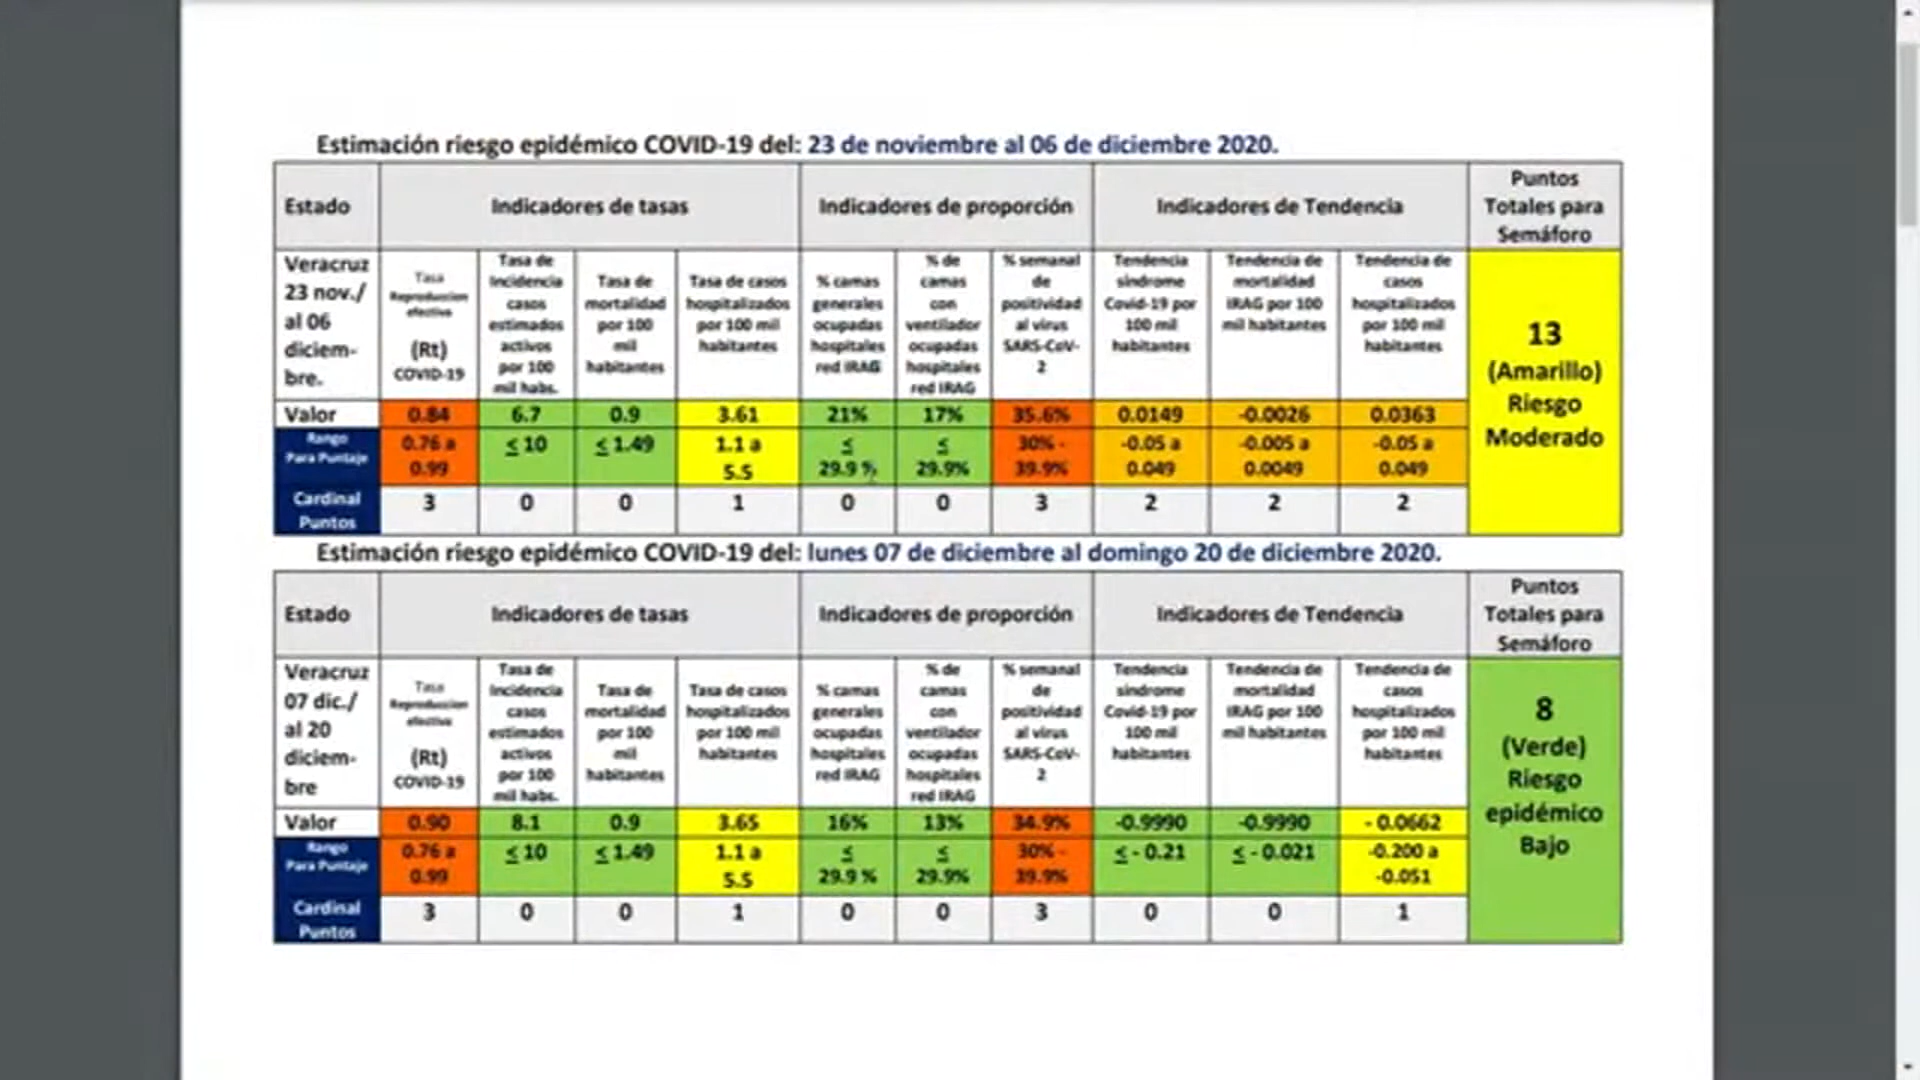 Estimación riesgo epidémico COVID-19 del: 23 de noviembre al 06 de diciembre 2020.
Estado
Indicadores de tasas
Indicadores de proporción
Indicadores de Tendencia
Puntos
Totales para
Semáforo
Veracruz
23 nov./
al 06
diciem-
bre.
Tasa
Reproduccion
efectiva
(Rt)
COVID-19
Tasa de
Incidencia
casos
estimados
activos
por 100
mil habs.
Tasa de
mortalidad
por 100
mil
habitantes
Tasa de casos
hospitalizados
por 100 mil
habitantes
% camas
generales
ocupadas
hospitales
red IRAG
% de
camas
con
ventilador
ocupadas
hospitales
red IRAG
% semanal
de
positividad
al virus
SARS-CoV-
2
Tendencia
síndrome
Covid-19 por
100 mil
habitantes
Tendencia de
mortalidad
IRAG por 100
mil habitantes
Tendencia de
casos
hospitalizados
por 100 mil
habitantes
13
(Amarillo)
Riesgo
Moderado
Valor 0.84 6.7 0.9 3.61 21% 17% 35.6% 0.0149 -0.0026 0.0363
Rango
Para Puntaje
0.76 a
0.99
≤ 10
≤ 1.49
1.1 a
5.5
≤
29.9 %
≤
29.9%
30% -
39.9%
-0.05 a
0.049
-0.005 a
0.0049
-0.05 a
0.049
Cardinal
Puntos
3 0 0 1 0 0 3 2 2 2
Estimación riesgo epidémico COVID-19 del: lunes 07 de diciembre al domingo 20 de diciembre 2020.
Estado
Indicadores de tasas
Indicadores de proporción
Indicadores de Tendencia
Puntos
Totales para
Semáforo
Veracruz
07 dic./
al 20
diciem-
bre
Tasa
Reproduccion
efectiva
(Rt)
COVID-19
Tasa de
Incidencia
casos
estimados
activos
por 100
mil habs.
Tasa de
mortalidad
por 100
mil
habitantes
Tasa de casos
hospitalizados
por 100 mil
habitantes
% camas
generales
ocupadas
hospitales
red IRAG
% de
camas
con
ventilador
ocupadas
hospitales
red IRAG
% semanal
de
positividad
al virus
SARS-CoV-
2
Tendencia
síndrome
Covid-19 por
100 mil
habitantes
Tendencia de
mortalidad
IRAG por 100
mil habitantes
Tendencia de
casos
hospitalizados
por 100 mil
habitantes
8
(Verde)
Riesgo
epidémico
Bajo
Valor 0.90 8.1 0.9 3.65 16% 13% 34.9% -0.9990 -0.9990 - 0.0662
Rango
Para Puntaje
0.76 a
0.99
≤ 10
≤ 1.49
1.1 a
5.5
≤
29.9 %
≤
29.9%
30% -
39.9%
≤ - 0.21
≤ - 0.021
-0.200 a
-0.051
Cardinal
Puntos
3 0 0 1 0 0 3 0 0 1